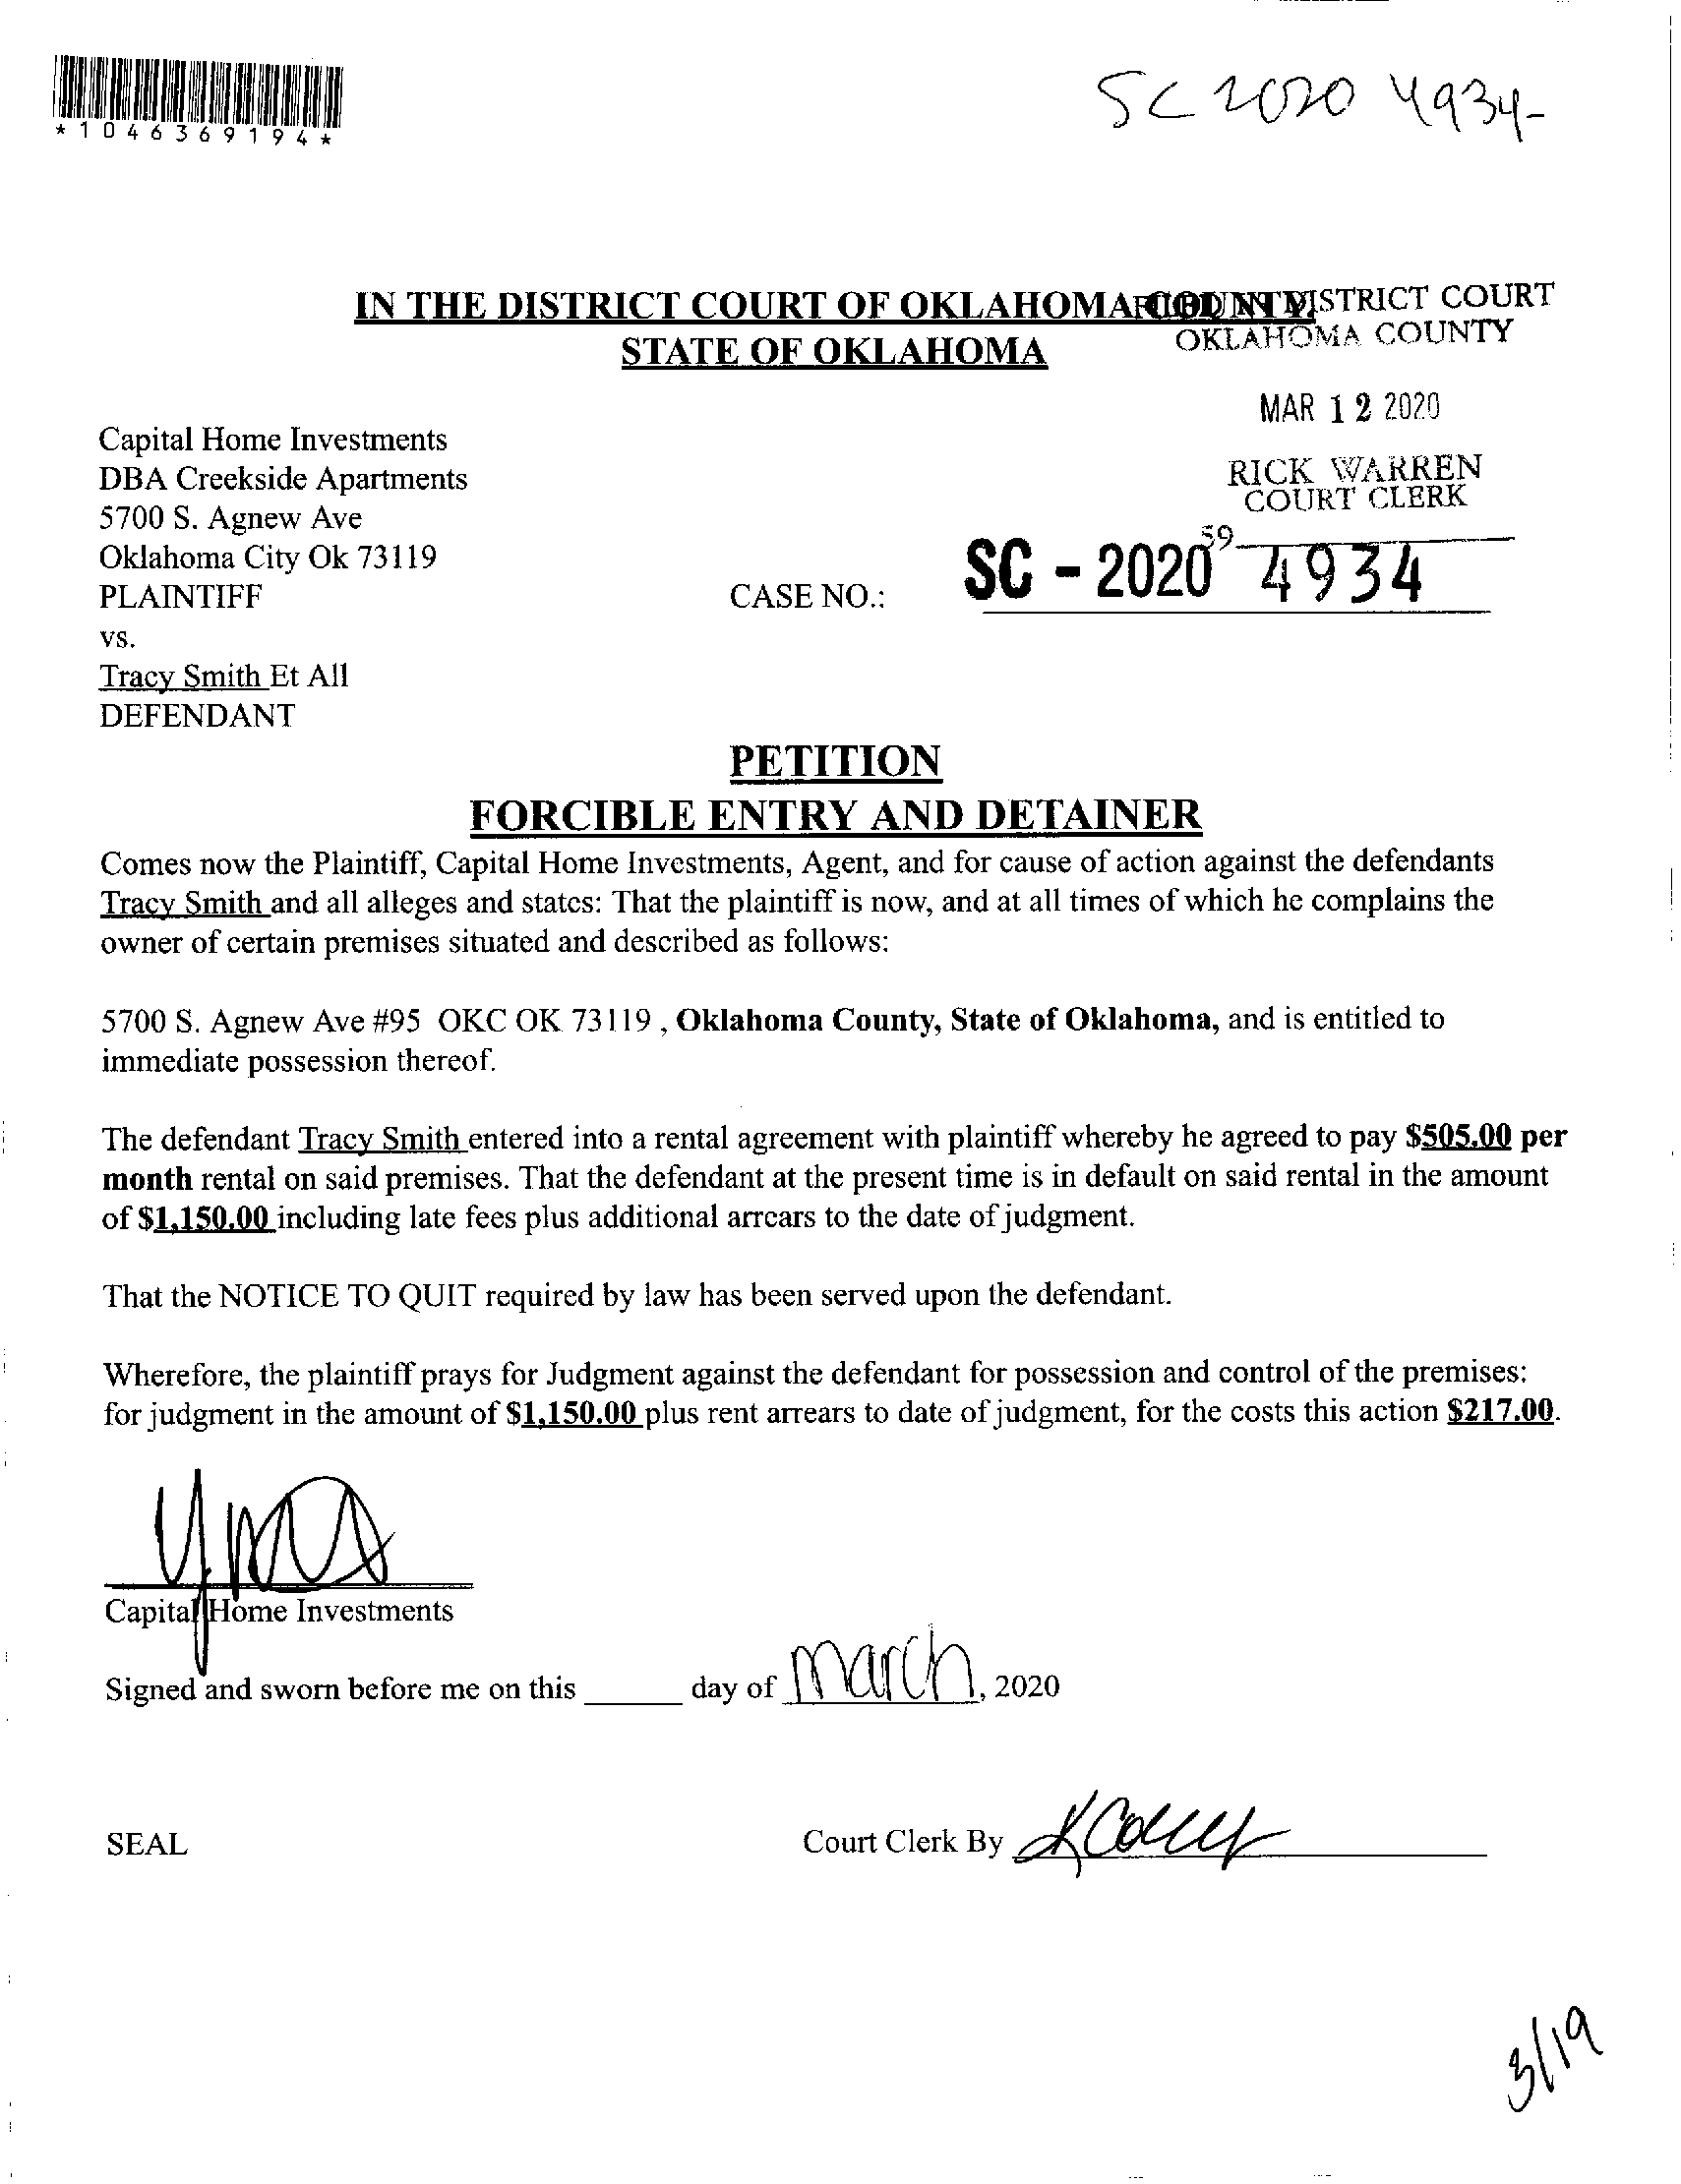 *1046369194*
SC 2020 4934-
IN THE DISTRICT COURT OF OKLAHOMA COUNTY
FILED IN DISTRICT COURT
STATE OF OKLAHOMA
OKLAHOMA COUNTY
MAR 12 2020
Capital Home Investments
RICK WARREN
DBA Creekside Apartments
COURT CLERK
5700 S. Agnew Ave
59
Oklahoma City Ok 73119
PLAINTIFF
CASE NO.: SC - 2020 4934
vs.
Tracy Smith Et All
DEFENDANT
PETITION
FORCIBLE ENTRY AND DETAINER
Comes now the Plaintiff, Capital Home Investments, Agent, and for cause of action against the defendants
Tracy Smith and all alleges and states: That the plaintiff is now, and at all times of which he complains the
owner of certain premises situated and described as follows:
5700 S. Agnew Ave #95 OKC OK 73119 , Oklahoma County, State of Oklahoma, and is entitled to
immediate possession thereof.
The defendant Tracy Smith entered into a rental agreement with plaintiff whereby he agreed to pay $505.00 per
month rental on said premises. That the defendant at the present time is in default on said rental in the amount
of $1,150.00 including late fees plus additional arrears to the date of judgment.
That the NOTICE TO QUIT required by law has been served upon the defendant.
Wherefore, the plaintiff prays for Judgment against the defendant for possession and control of the premises:
for judgment in the amount of $1,150.00 plus rent arrears to date of judgment, for the costs this action $217.00.
Capital Home Investments
Signed and sworn before me on this ______ day of March, 2020
SEAL
Court Clerk By
3/19